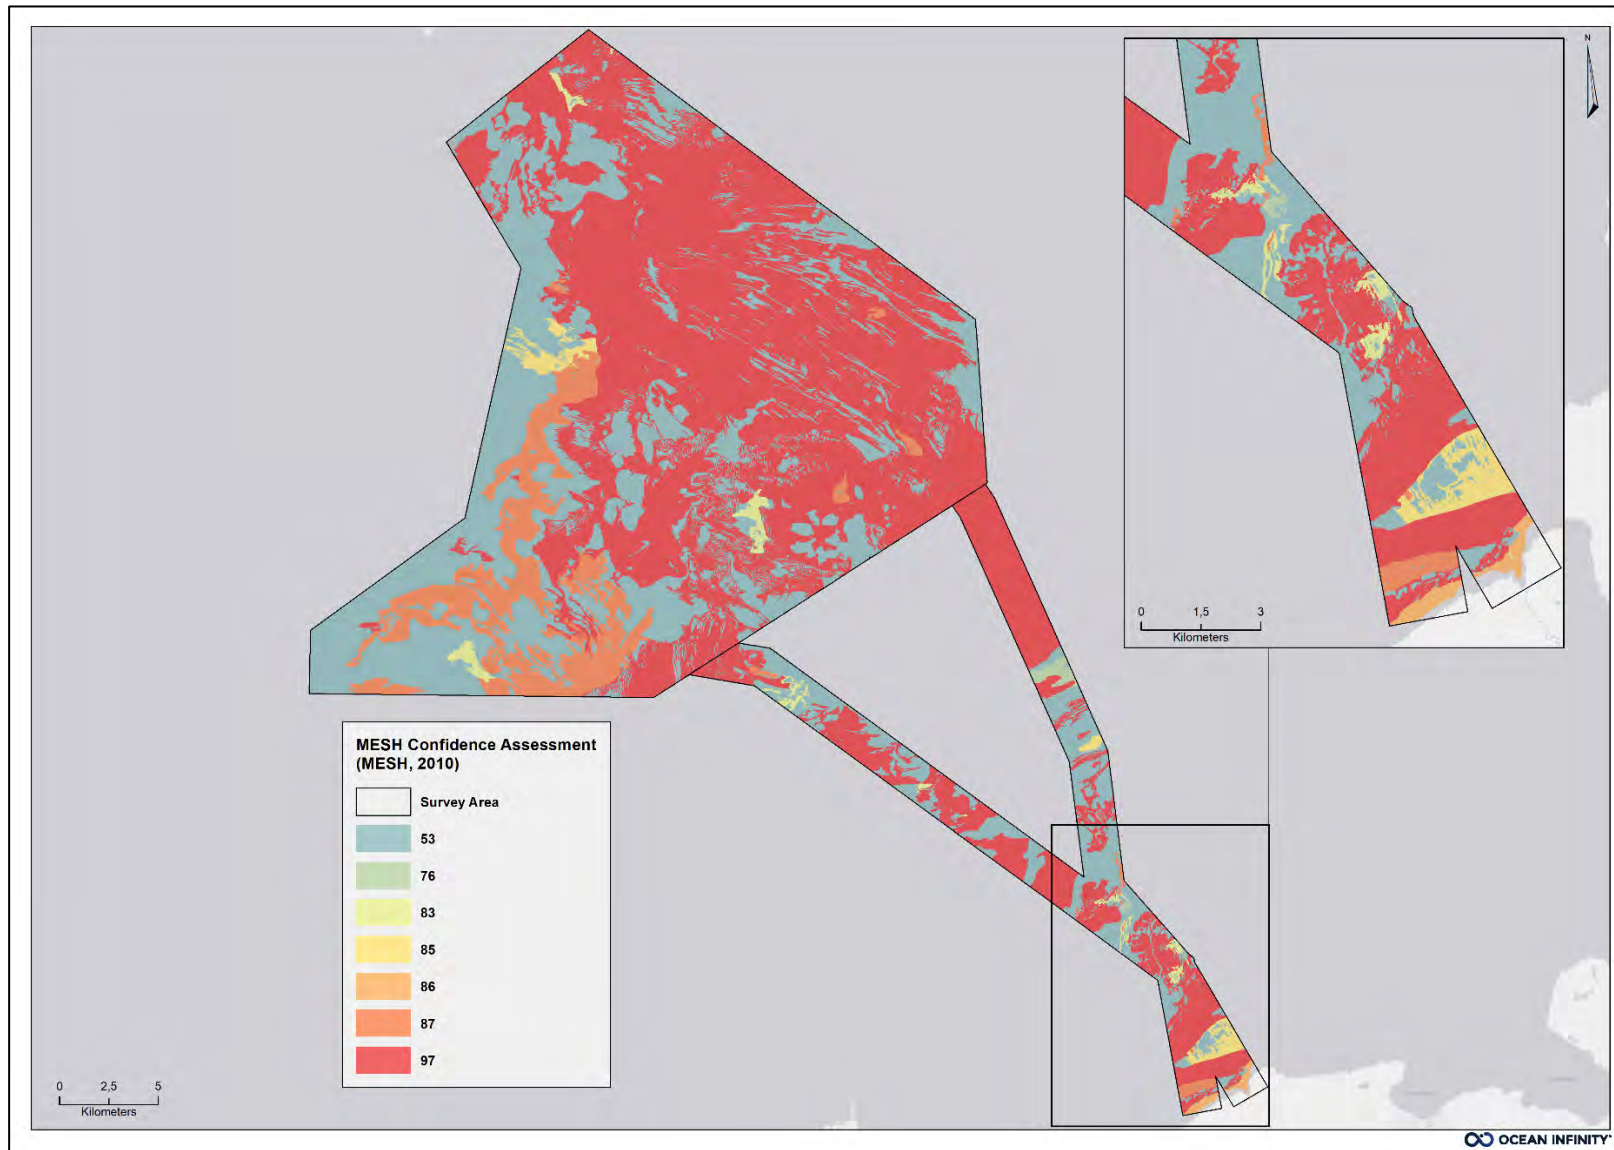 N
0 1,5 3
Kilometers
MESH Confidence Assessment
(MESH, 2010)
Survey Area
53
76
83
85
86
87
97
0 2,5 5
Kilometers
OCEAN INFINITY